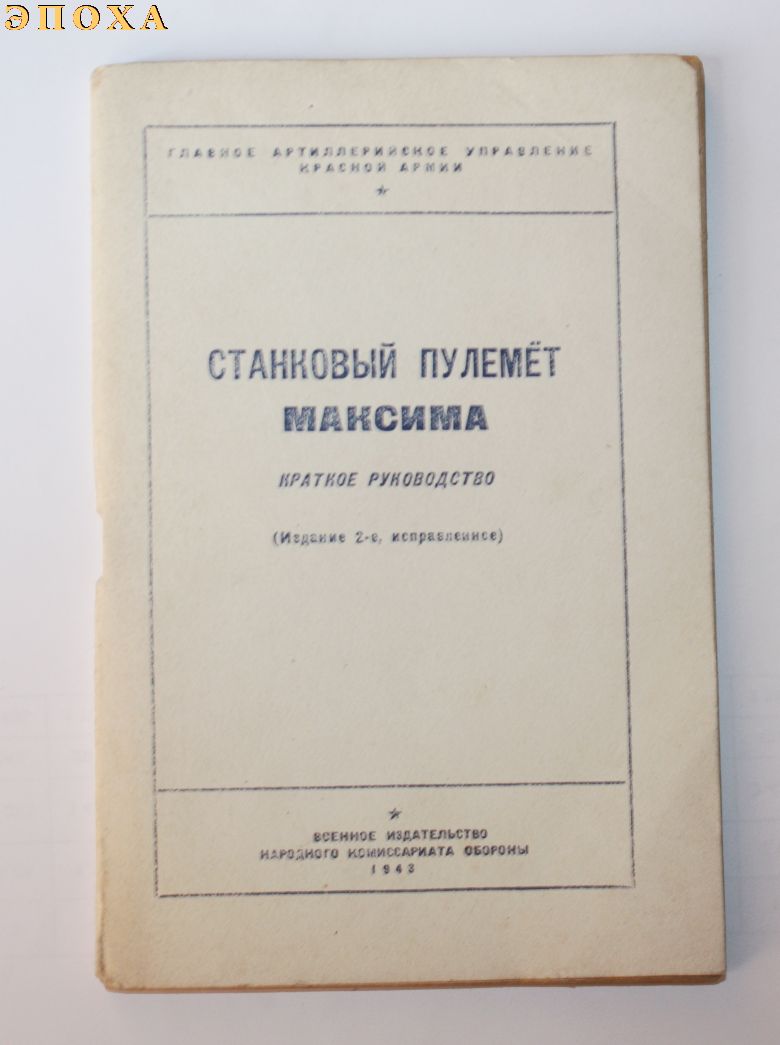 ЭПОХА
ГЛАВНОЕ АРТИЛЛЕРИЙСКОЕ УПРАВЛЕНИЕ
КРАСНОЙ АРМИИ
СТАНКОВЫЙ ПУЛЕМЁТ
МАКСИМА
КРАТКОЕ РУКОВОДСТВО
(Издание 2-е, исправленное)
ВОЕННОЕ ИЗДАТЕЛЬСТВО
НАРОДНОГО КОМИССАРИАТА ОБОРОНЫ
1943